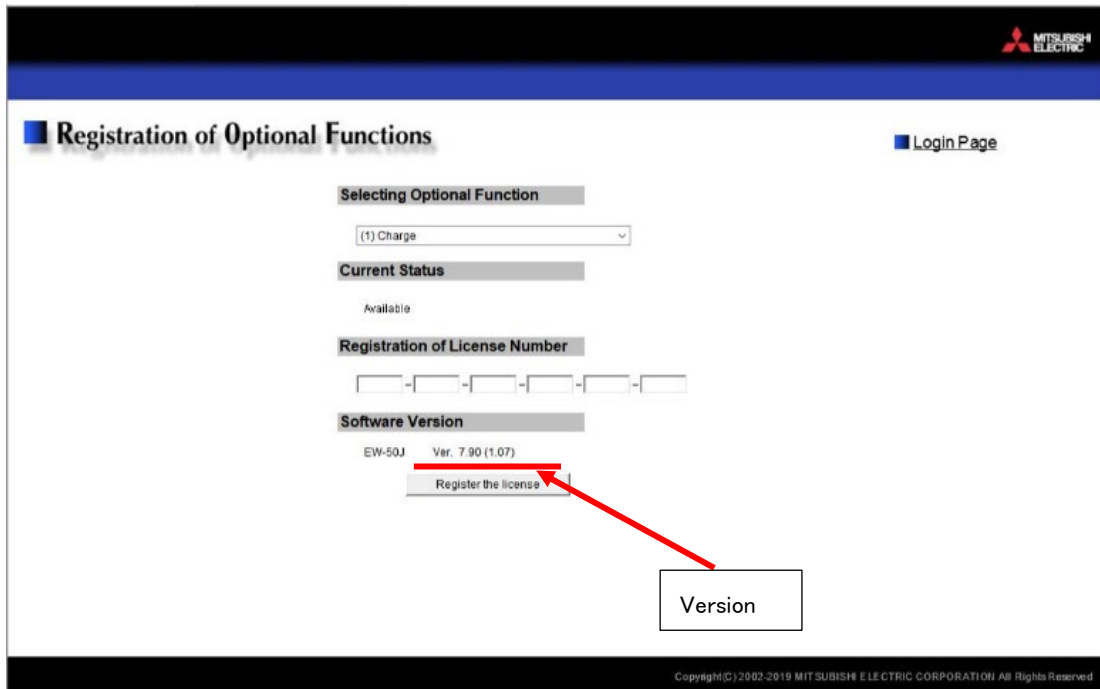 MITSUBISHI
ELECTRIC
Registration of Optional Functions
Login Page
Selecting Optional Function
(1) Charge
Current Status
Available
Registration of License Number
- - - - -
Software Version
EW-50J Ver. 7.90 (1.07)
Register the license
Version
Copyright(C) 2002-2019 MITSUBISHI ELECTRIC CORPORATION All Rights Reserved